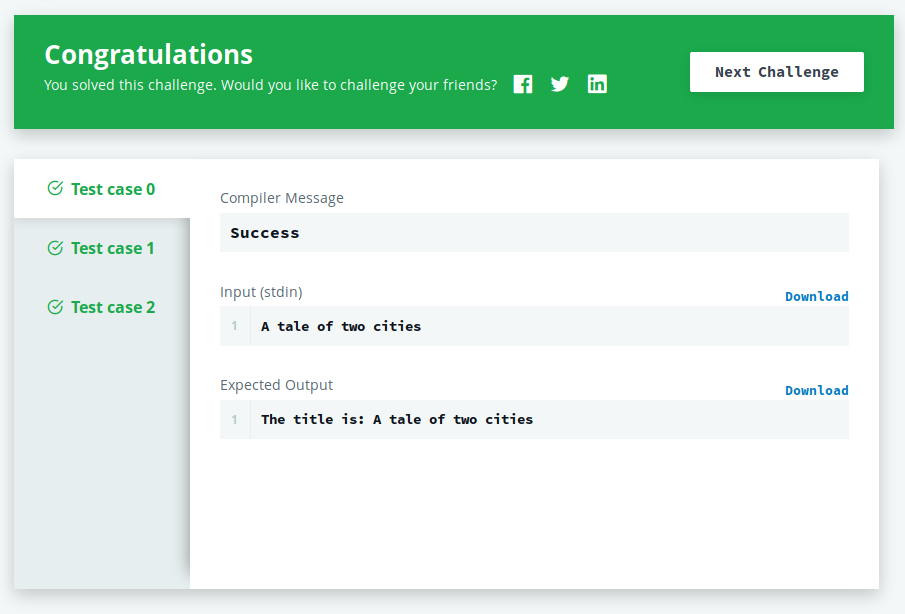 Congratulations
You solved this challenge. Would you like to challenge your friends?
Next Challenge
Test case 0
Test case 1
Test case 2
Compiler Message
Success
Input (stdin)
Download
1 A tale of two cities
Expected Output
Download
1 The title is: A tale of two cities